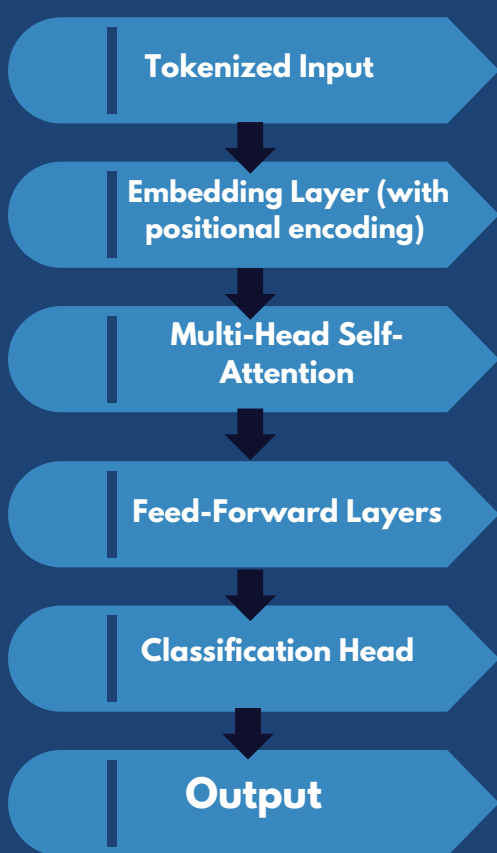 Tokenized Input
Embedding Layer (with
positional encoding)
Multi-Head Self-
Attention
Feed-Forward Layers
Classification Head
Output